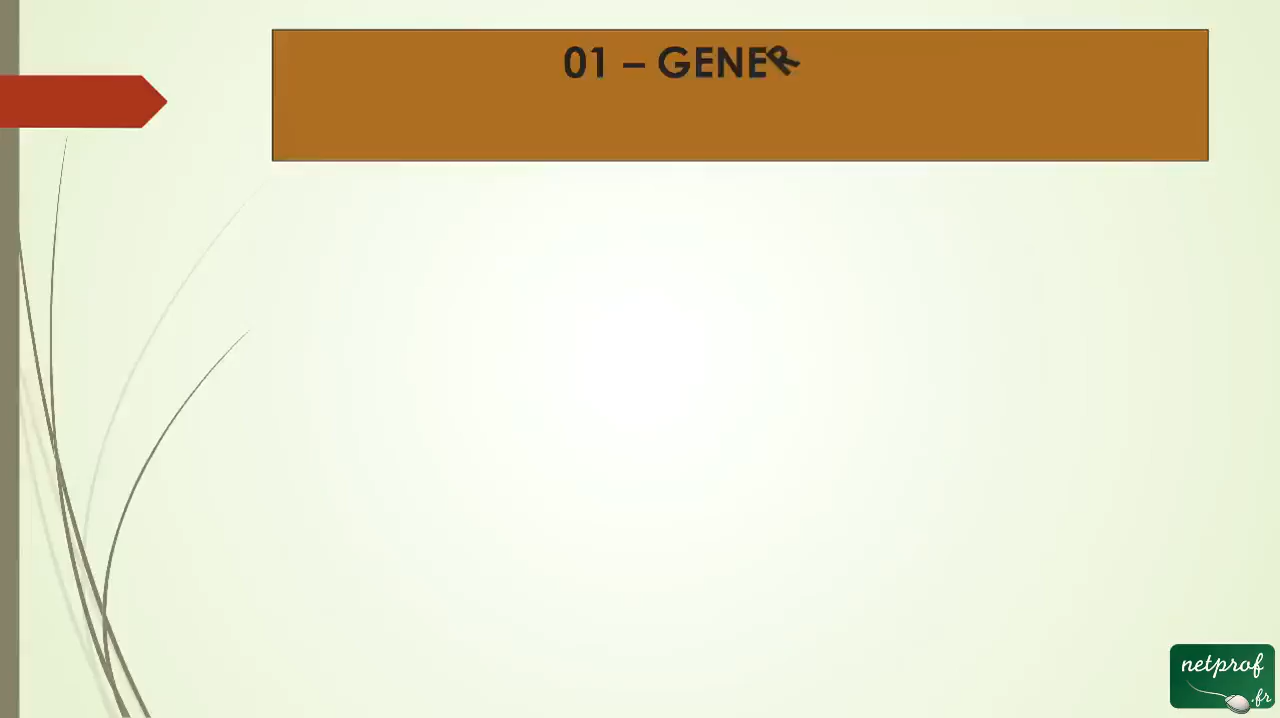 01 – GENER
netprof
.fr